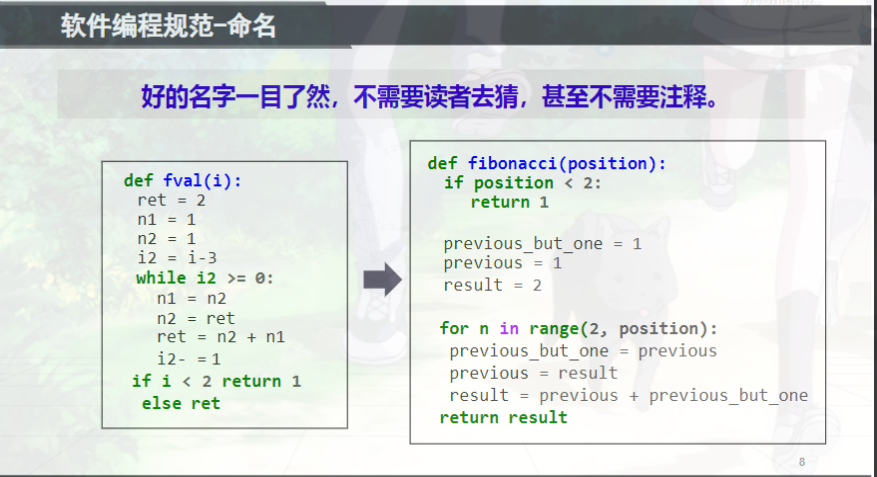 软件编程规范-命名
好的名字一目了然，不需要读者去猜，甚至不需要注释。
def fval(i):
ret = 2
n1 = 1
n2 = 1
i2 = i-3
while i2 >= 0:
n1 = n2
n2 = ret
ret = n2 + n1
i2- = 1
if i < 2 return 1
else ret
def fibonacci(position):
if position < 2:
return 1
previous_but_one = 1
previous = 1
result = 2
for n in range(2, position):
previous_but_one = previous
previous = result
result = previous + previous_but_one
return result
8